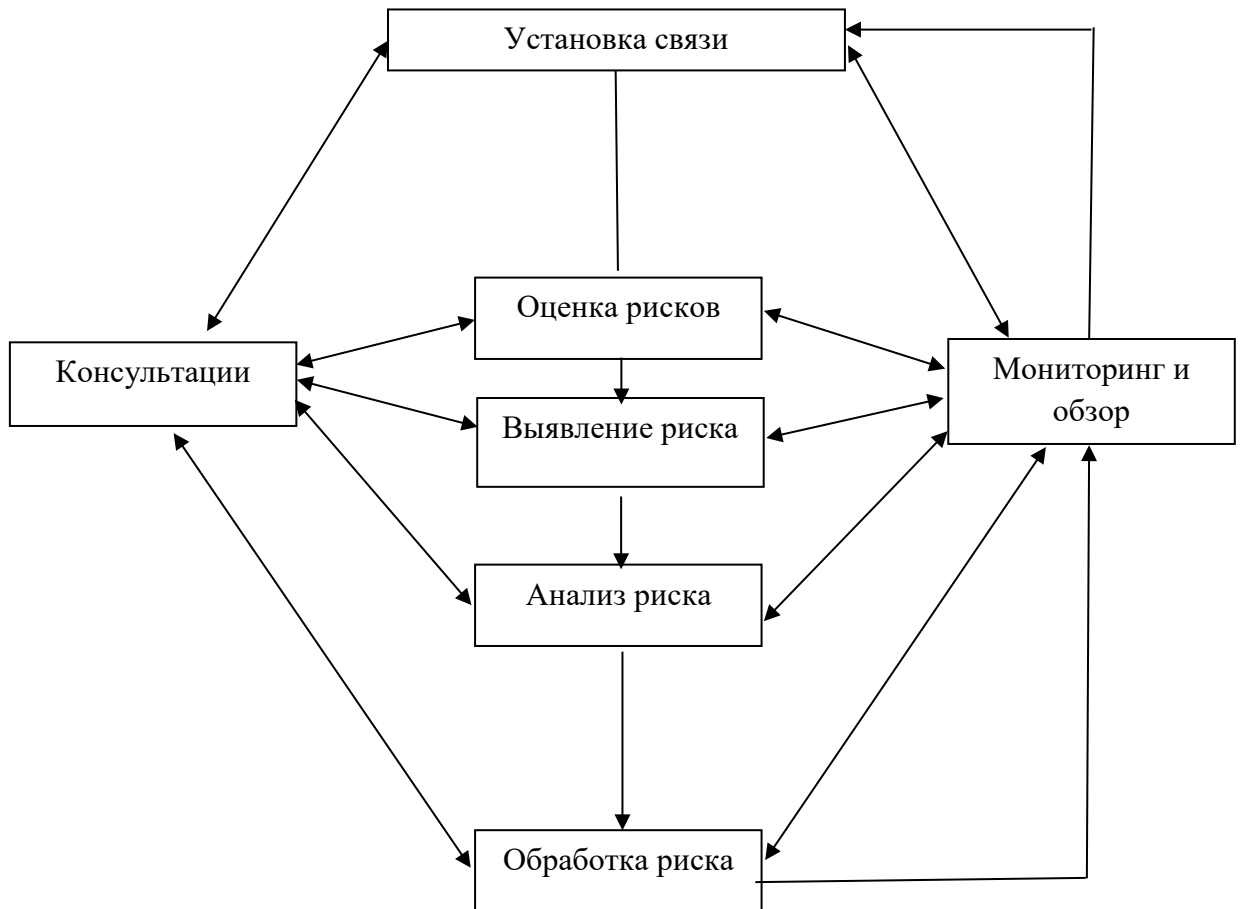 Установка связи
Оценка рисков
Консультации
Мониторинг и
обзор
Выявление риска
Анализ риска
Обработка риска